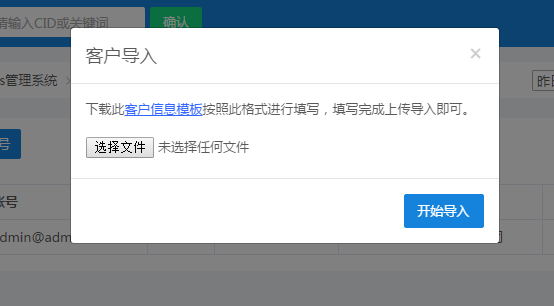 请输入CID或关键词
确认
客户导入
×
s管理系统
昨日
下载此客户信息模板按照此格式进行填写，填写完成上传导入即可。
号
选择文件 未选择任何文件
账号
开始导入
dmin@adm